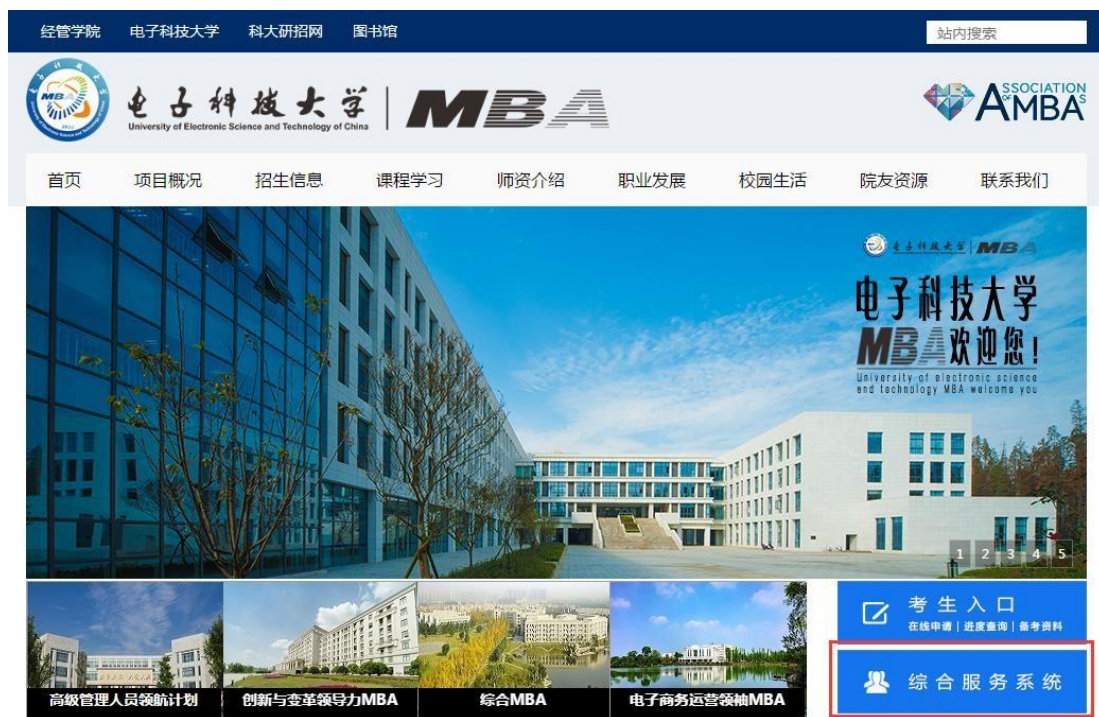 经管学院 电子科技大学 科大研招网 图书馆 站内搜索
MBA
电子科技大学 MBA
University of Electronic Science and Technology of China
ASSOCIATION
OF
AMBAS
首页 项目概况 招生信息 课程学习 师资介绍 职业发展 校园生活 院友资源 联系我们
电子科技大学 MBA
电子科技大学
MBA欢迎您!
University of electronic science
and technology MBA welcome you
1 2 3 4 5
考生入口
在线申请 | 进度查询 | 备考资料
综合服务系统
高级管理人员领航计划 创新与变革领导力MBA 综合MBA 电子商务运营领袖MBA